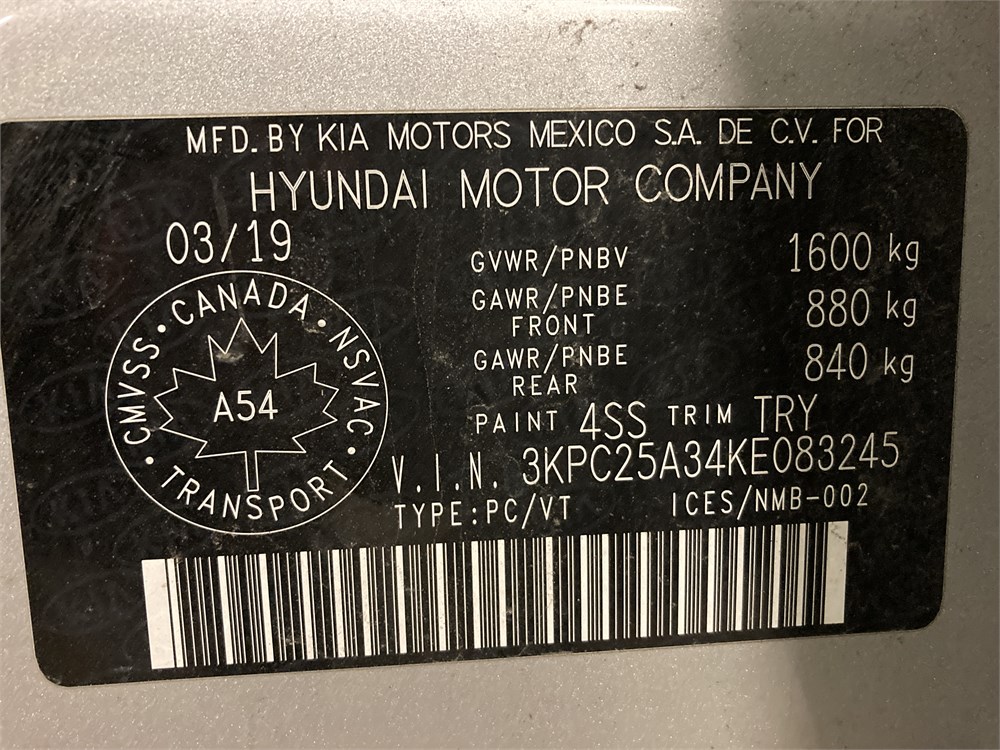 MFD. BY KIA MOTORS MEXICO S.A. DE C.V. FOR
HYUNDAI MOTOR COMPANY
03/19
GVWR/PNBV 1600 kg
GAWR/PNBE FRONT 880 kg
GAWR/PNBE REAR 840 kg
PAINT 4SS TRIM TRY
V.I.N. 3KPC25A34KE083245
TYPE:PC/VT ICES/NMB-002
CANADA · NSVAC · TRANSPORT · CMVSS ·
A54